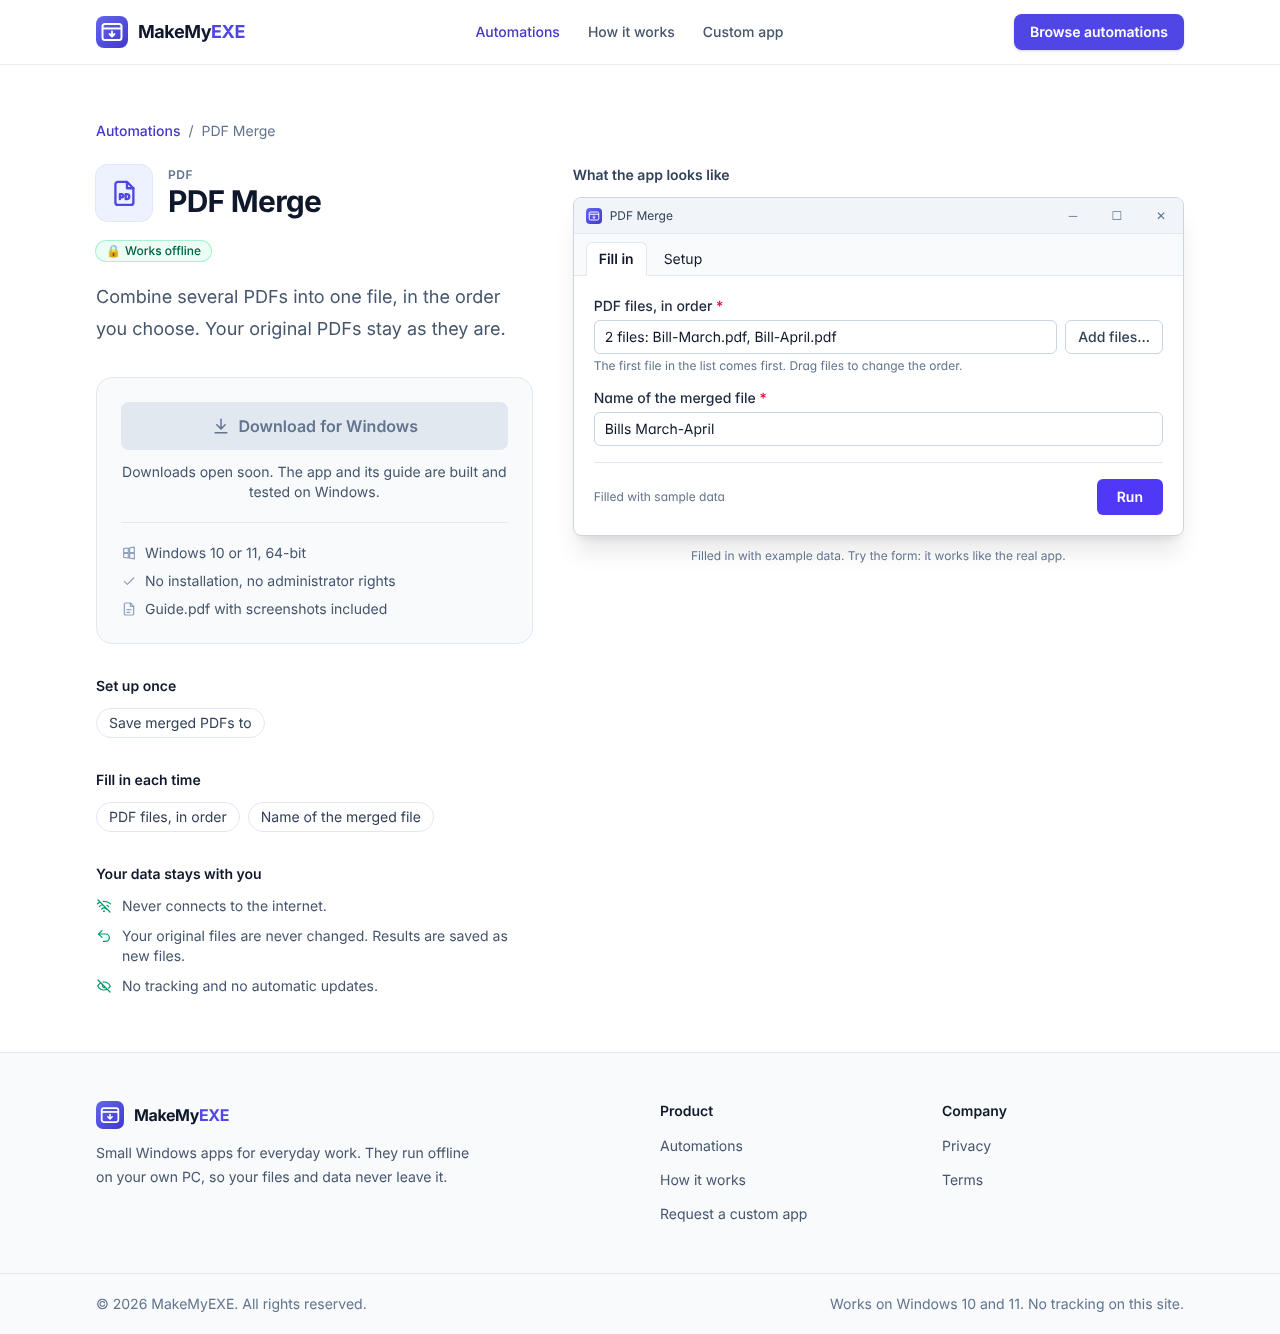 MakeMyEXE
Automations
How it works
Custom app
Browse automations
Automations / PDF Merge
PD
PDF
PDF Merge
Works offline
Combine several PDFs into one file, in the order
you choose. Your original PDFs stay as they are.
Download for Windows
Downloads open soon. The app and its guide are built and
tested on Windows.
Windows 10 or 11, 64-bit
No installation, no administrator rights
Guide.pdf with screenshots included
Set up once
Save merged PDFs to
Fill in each time
PDF files, in order
Name of the merged file
Your data stays with you
Never connects to the internet.
Your original files are never changed. Results are saved as
new files.
No tracking and no automatic updates.
What the app looks like
PDF Merge
Fill in
Setup
PDF files, in order *
2 files: Bill-March.pdf, Bill-April.pdf
Add files...
The first file in the list comes first. Drag files to change the order.
Name of the merged file *
Bills March-April
Filled with sample data
Run
Filled in with example data. Try the form: it works like the real app.
MakeMyEXE
Small Windows apps for everyday work. They run offline
on your own PC, so your files and data never leave it.
Product
Automations
How it works
Request a custom app
Company
Privacy
Terms
© 2026 MakeMyEXE. All rights reserved.
Works on Windows 10 and 11. No tracking on this site.